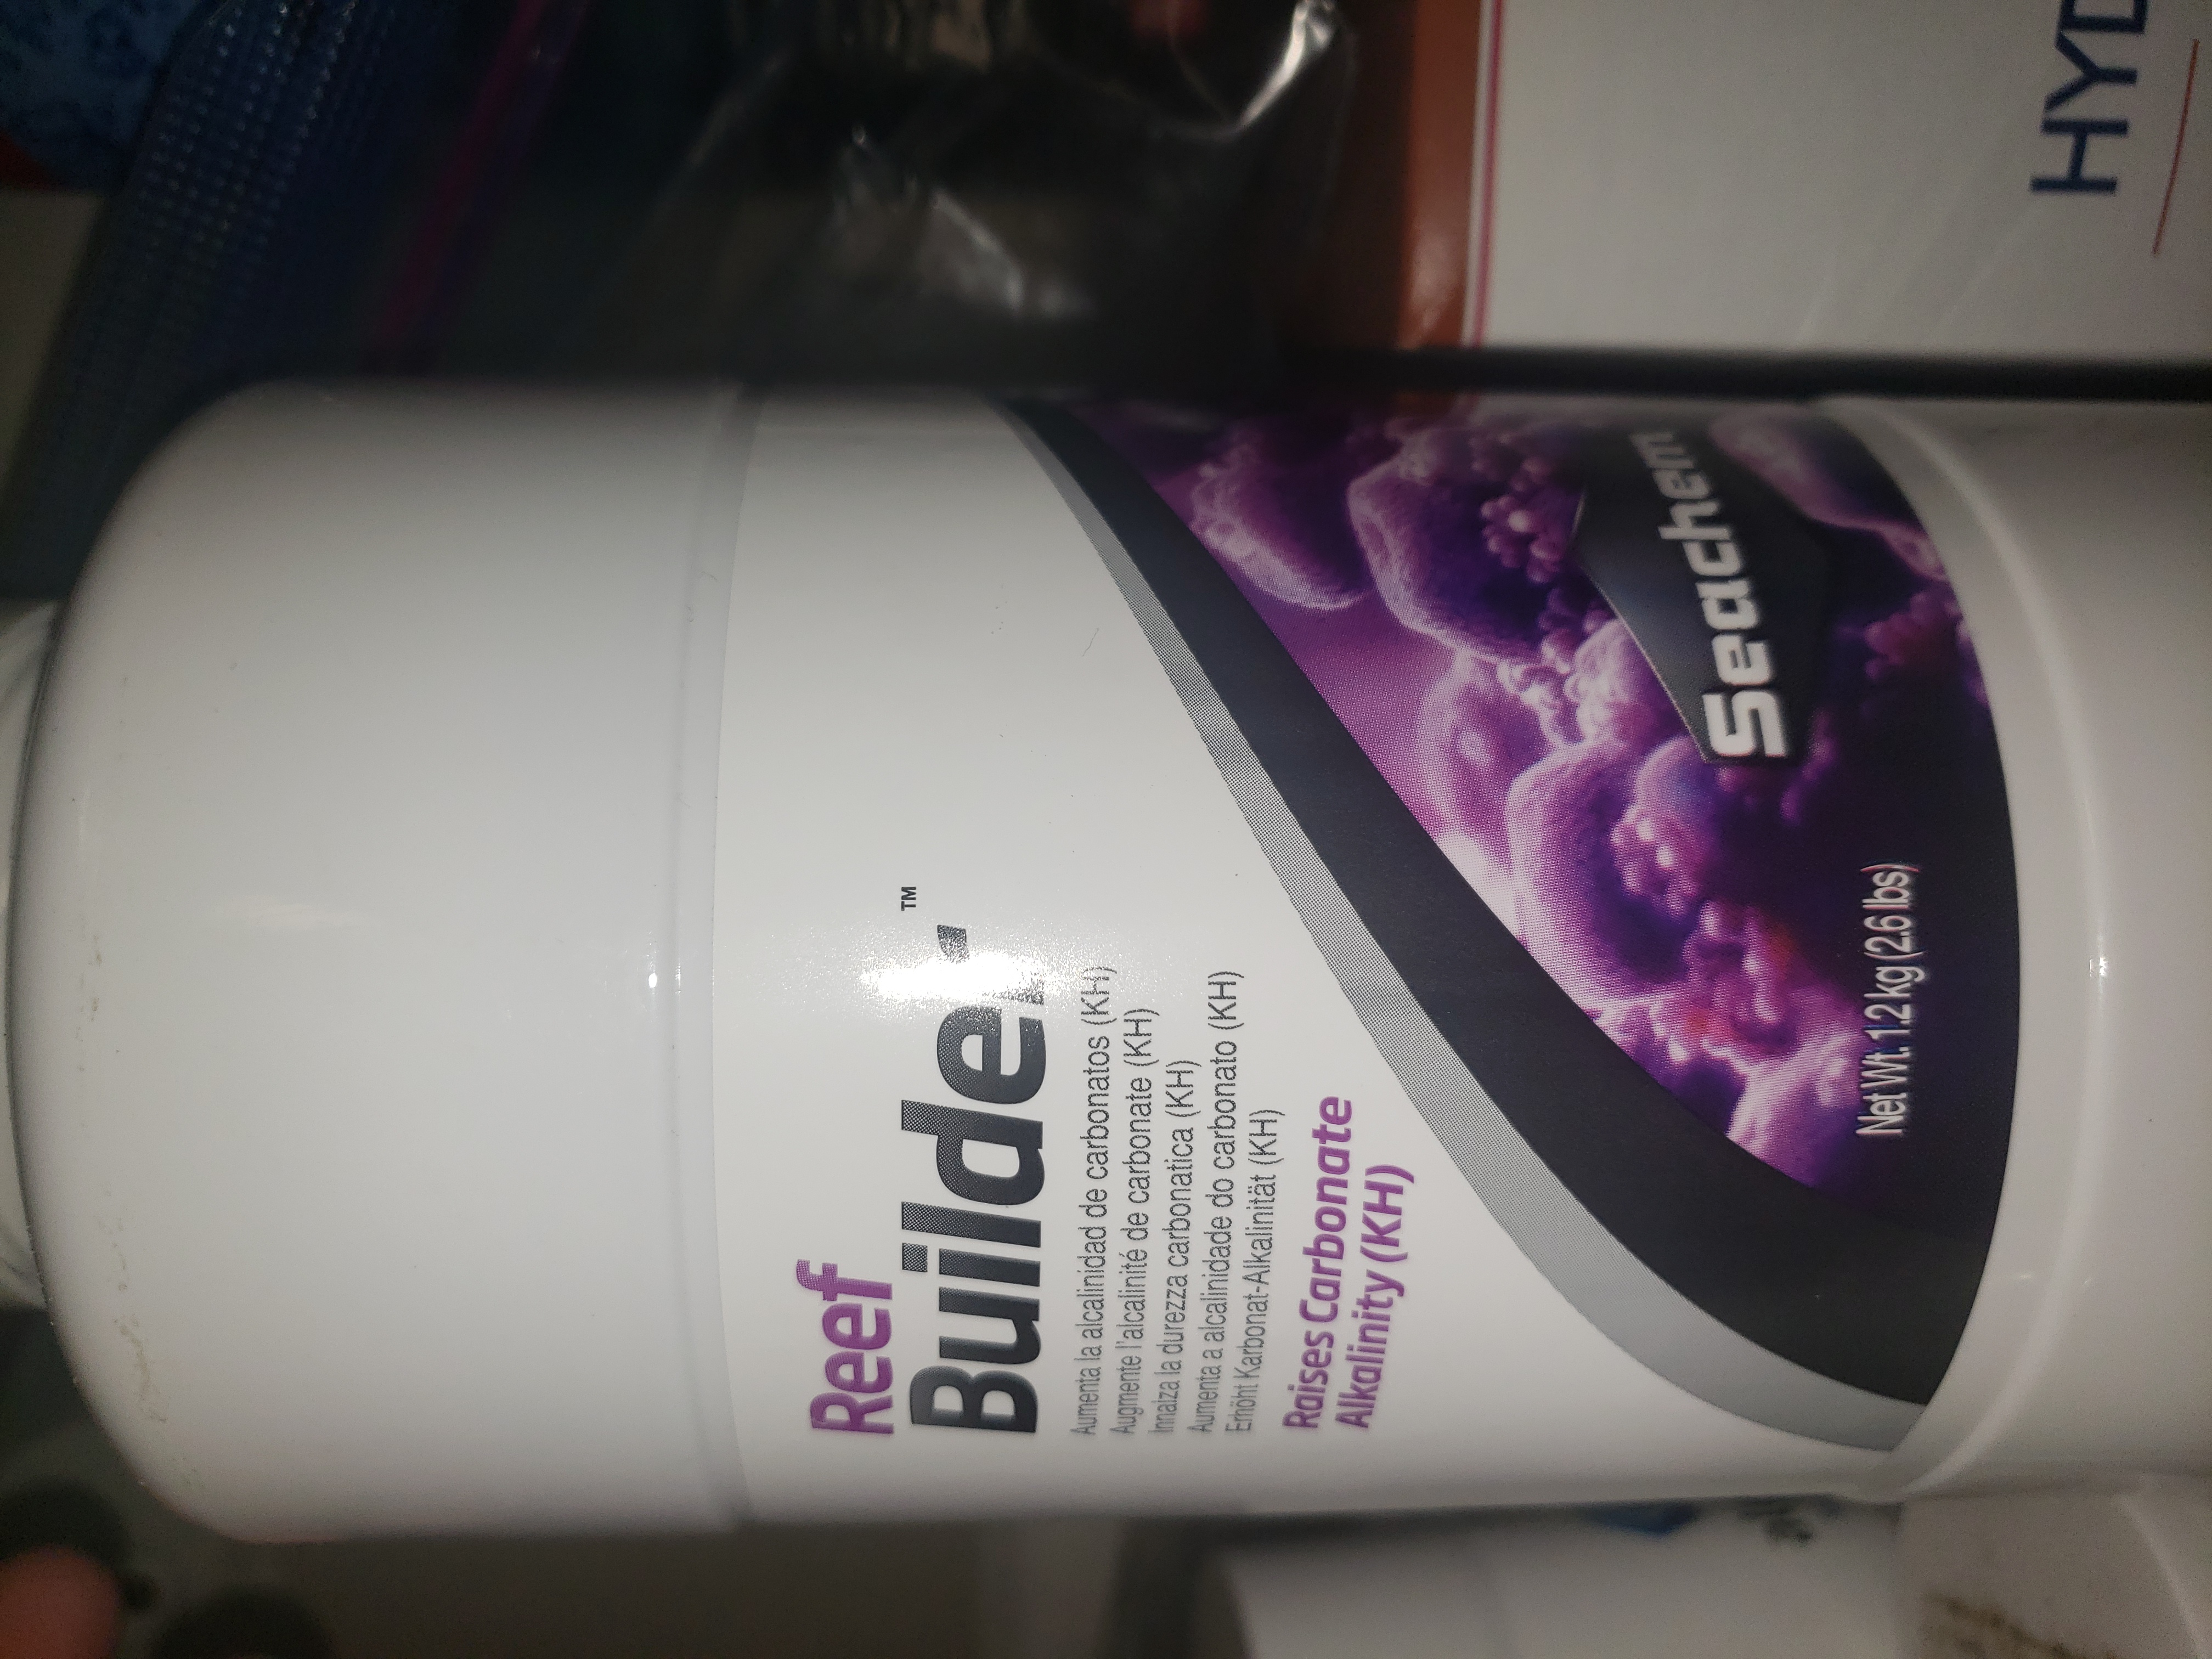 Reef
Builder™
Aumenta la alcalinidad de carbonatos (KH)
Augmente l'alcalinité de carbonate (KH)
Innalza la durezza carbonatica (KH)
Aumenta a alcalinidade do carbonato (KH)
Erhöht Karbonat-Alkalinität (KH)
Raises Carbonate
Alkalinity (KH)
Seachem
Net Wt. 1.2 kg (2.6 lbs)
HYD